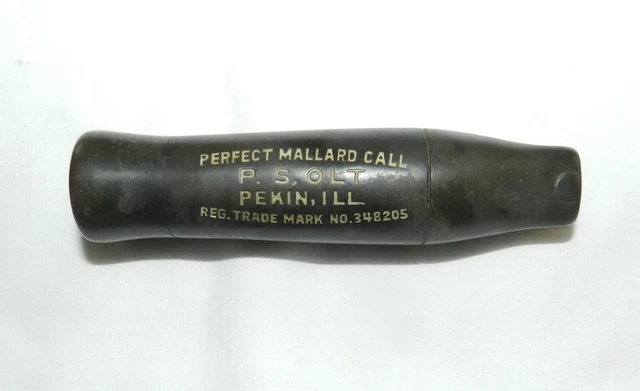 PERFECT MALLARD CALL
P. S. OLT
PEKIN, ILL
REG. TRADE MARK NO. 348205